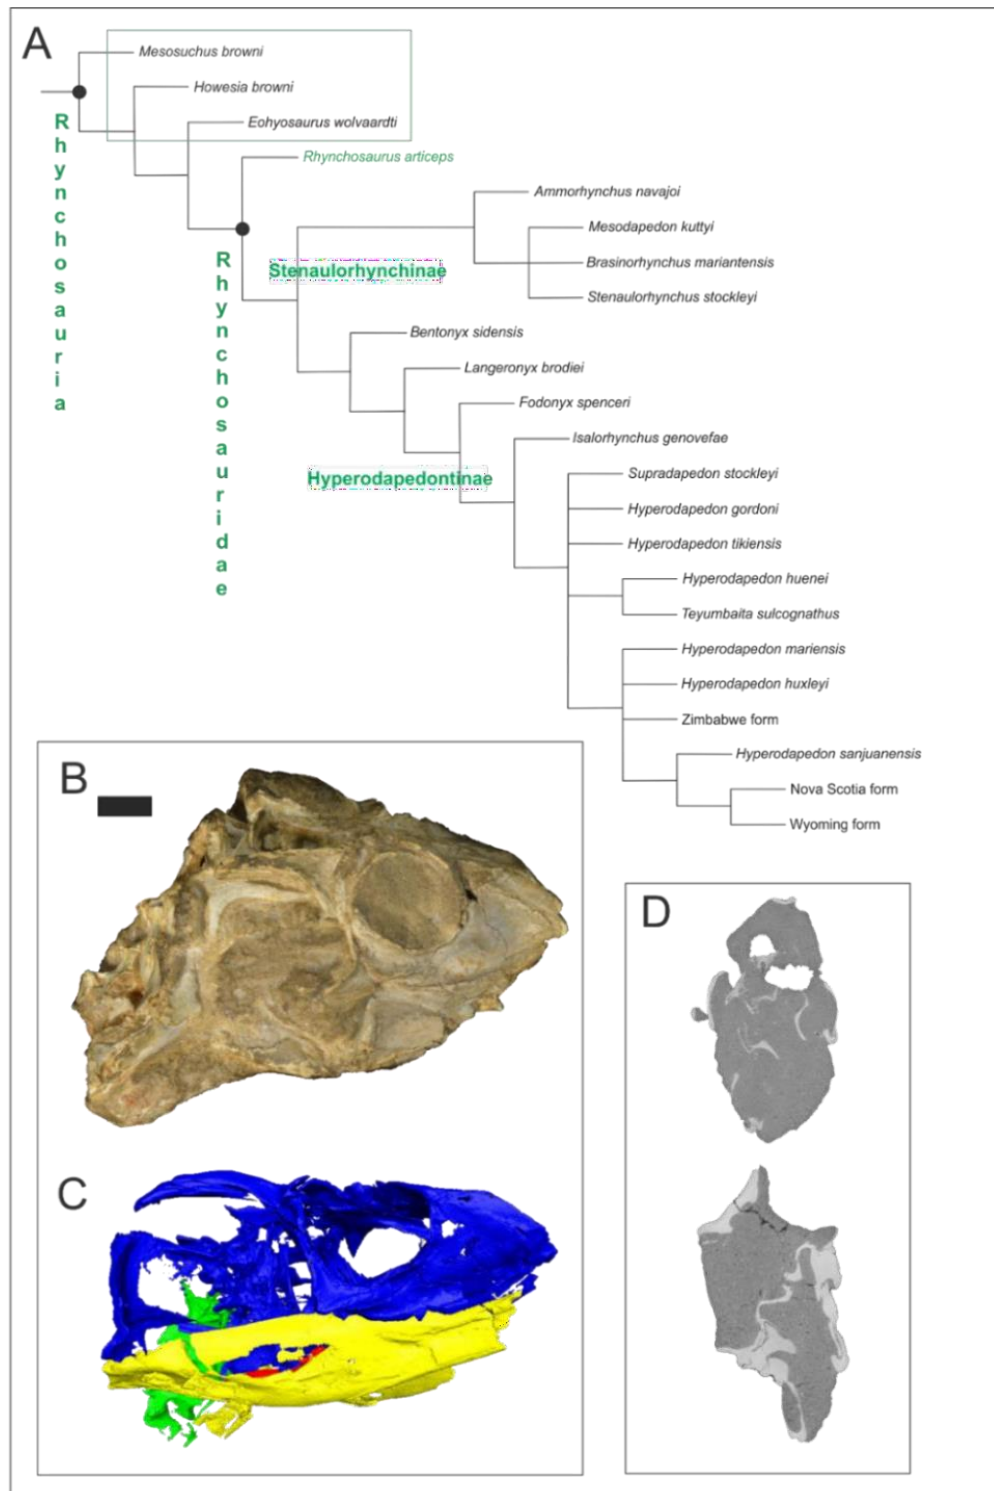 A
Mesosuchus browni
Howesia browni
Eohyosaurus wolvaardti
Rhynchosauria
Rhynchosaurus articeps
Ammorhynchus navajoi
Mesodapedon kuttyi
Rhynchosauridae
Stenaulorhynchinae
Brasinorhynchus mariantensis
Stenaulorhynchus stockleyi
Bentonyx sidensis
Langeronyx brodiei
Fodonyx spenceri
Isalorhynchus genovefae
Hyperodapedontinae
Supradapedon stockleyi
Hyperodapedon gordoni
Hyperodapedon tikiensis
Hyperodapedon huenei
Teyumbaita sulcognathus
Hyperodapedon mariensis
Hyperodapedon huxleyi
Zimbabwe form
Hyperodapedon sanjuanensis
Nova Scotia form
Wyoming form
B
C
D